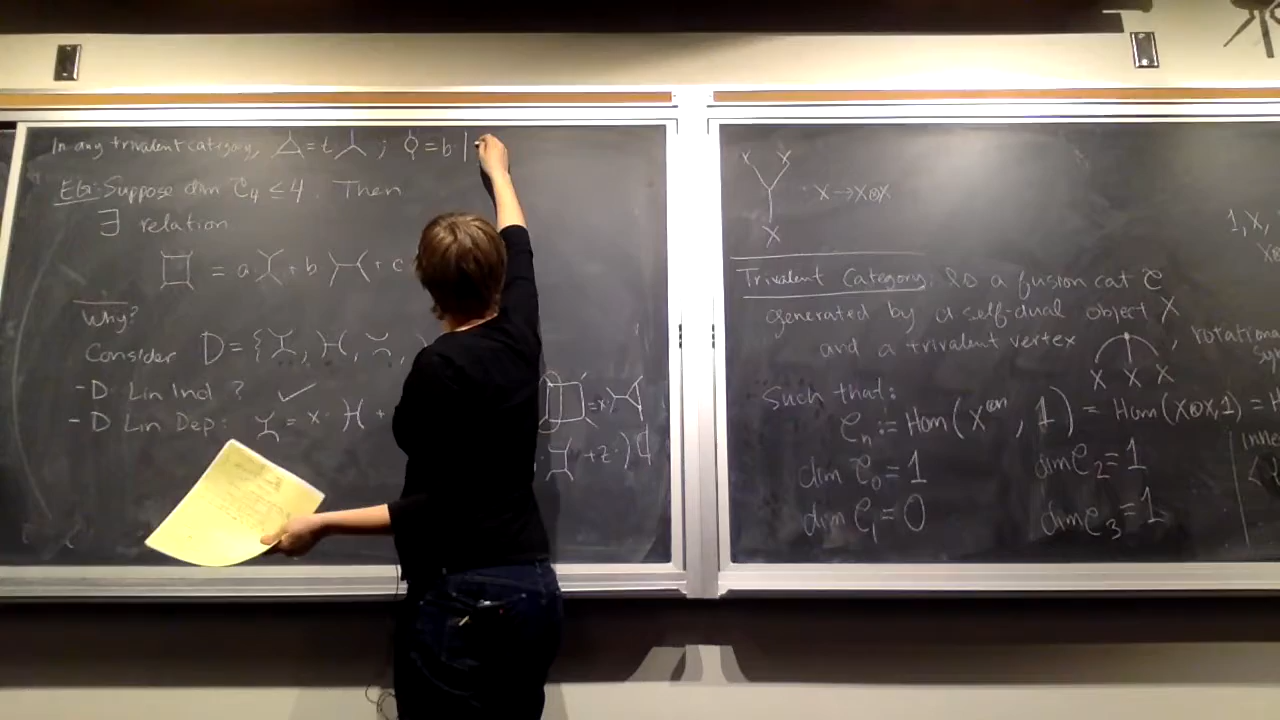 In any trivalent category, △ = t Y ; ϕ = b · |
EG: Suppose dim C₄ ≤ 4. Then
∃ relation
□ = a · + b + c
Why?
Consider D = {
- D Lin Ind ? ✓
- D Lin Dep : = x · +
= x ·
+ z · ) (
X X
X
X → X⊗X
Trivalent Category: Is a fusion cat C
generated by a self-dual object X
and a trivalent vertex , rotationa
X X X
Such that:
Cₙ := Hom(X^⊗n , 1) = Hom(X⊗X, 1) =
dim C₀ = 1
dim C₂ = 1
dim C₁ = 0
dim C₃ = 1
1, X,